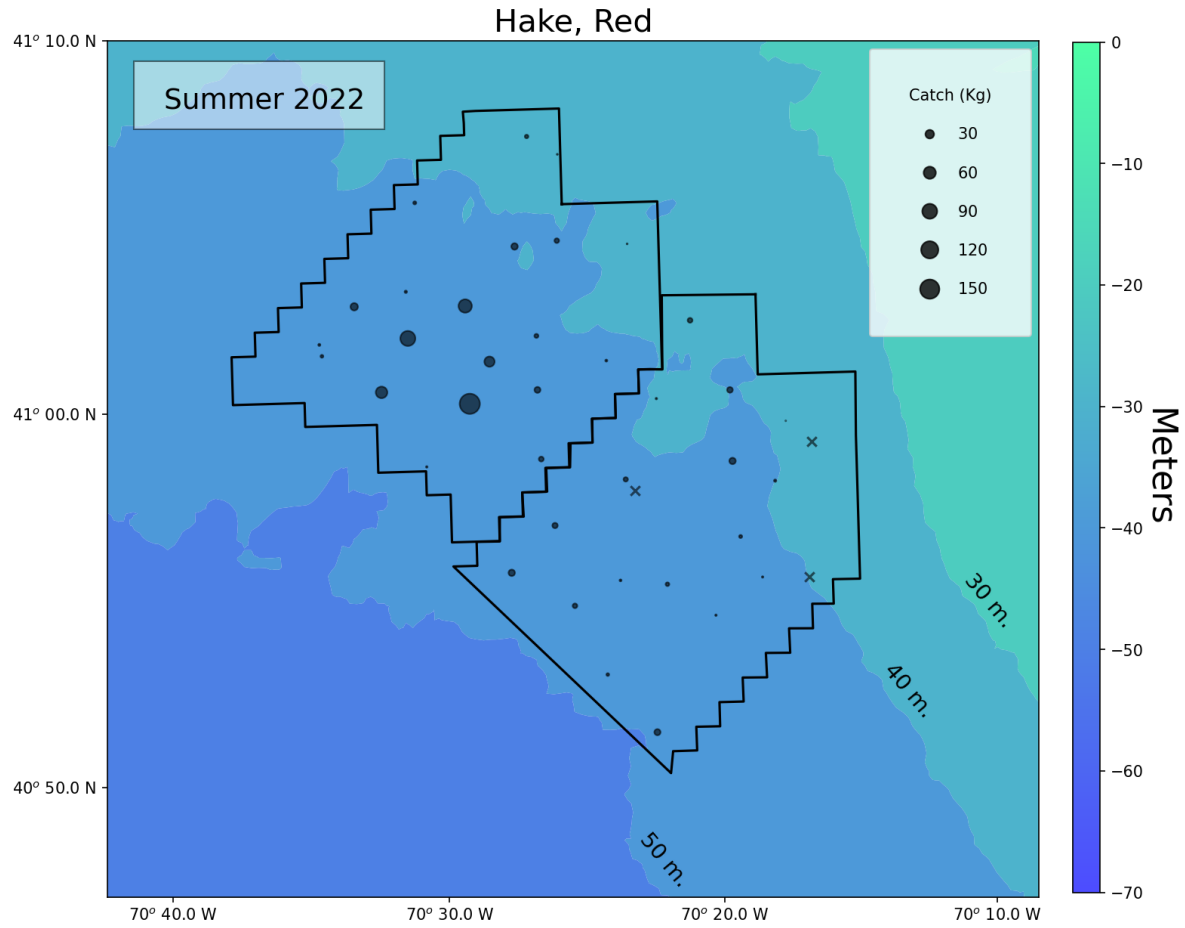 Hake, Red
41° 10.0 N
41° 00.0 N
40° 50.0 N
70° 40.0 W
70° 30.0 W
70° 20.0 W
70° 10.0 W
Summer 2022
Catch (Kg)
30
60
90
120
150
30 m.
40 m.
50 m.
0
−10
−20
−30
−40
−50
−60
−70
Meters